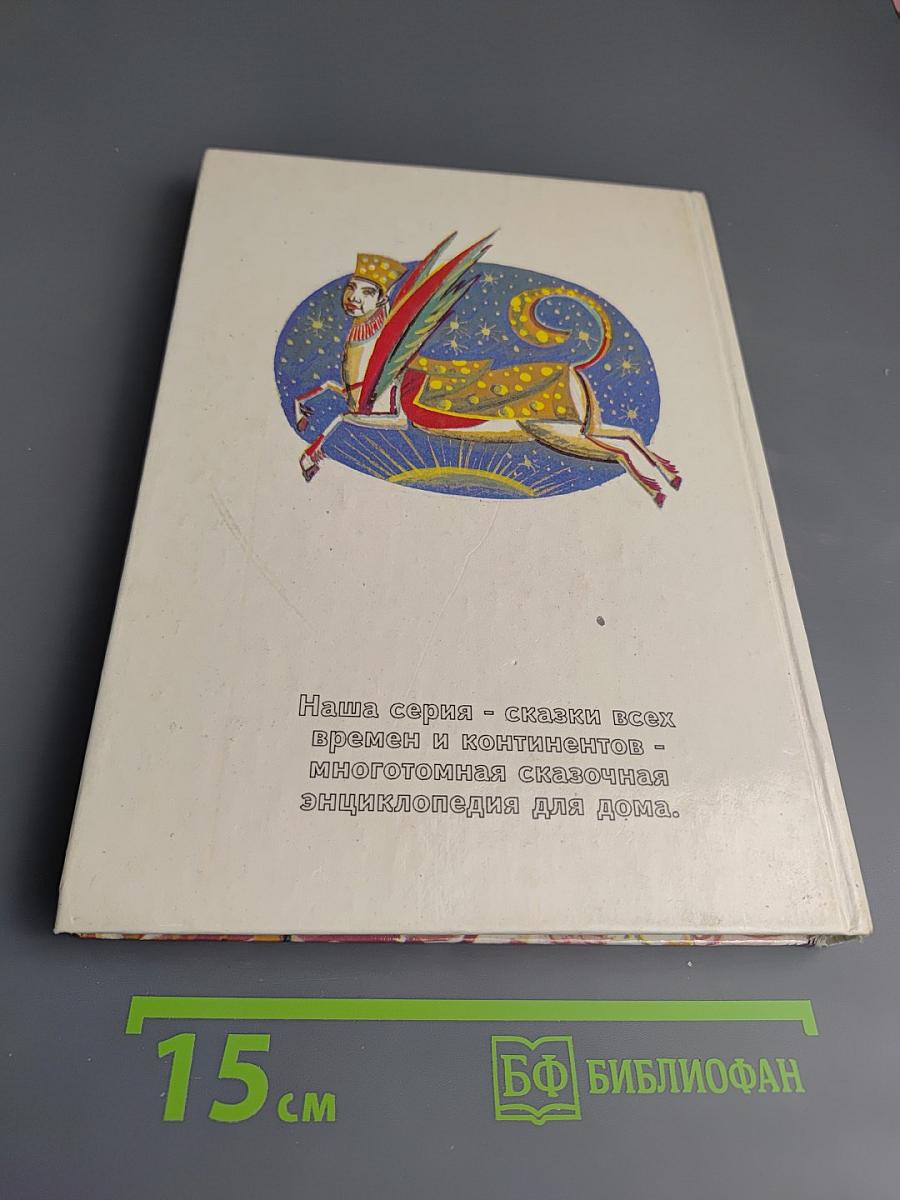 Наша серия - сказки всех
времен и континентов -
многотомная сказочная
энциклопедия для дома.
15 см
БФ БИБЛИОФАН